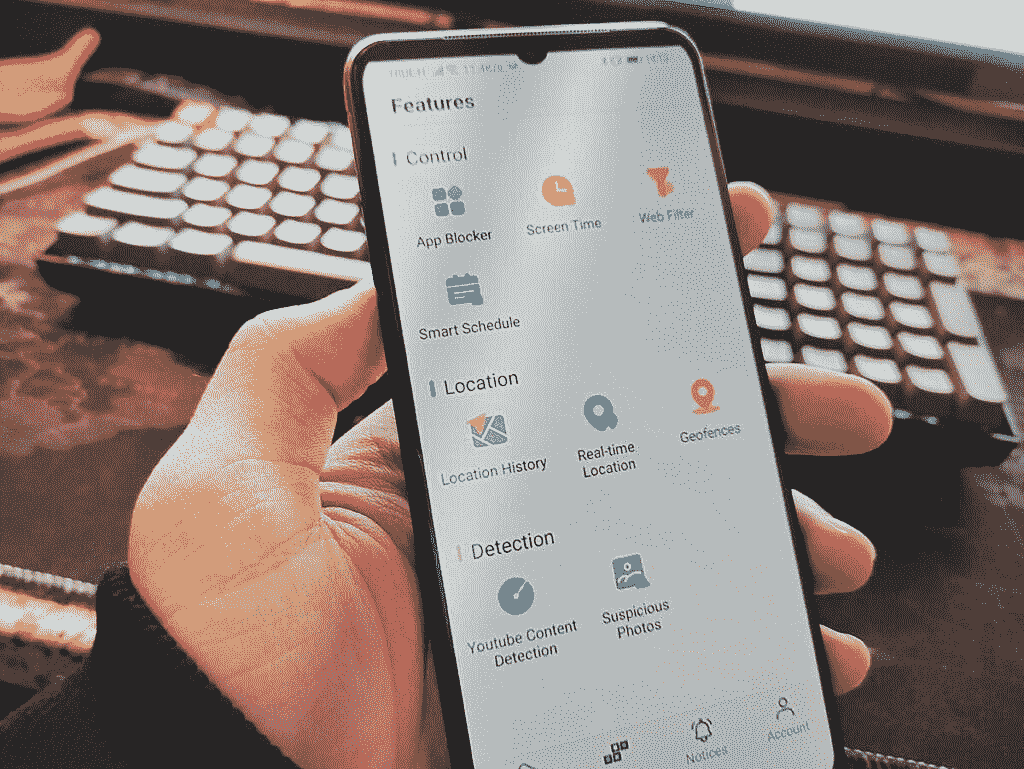 Features
Control
App Blocker
Screen Time
Web Filter
Smart Schedule
Location
Location History
Real-time
Location
Geofences
Detection
Youtube Content
Detection
Suspicious
Photos
Notices
Account